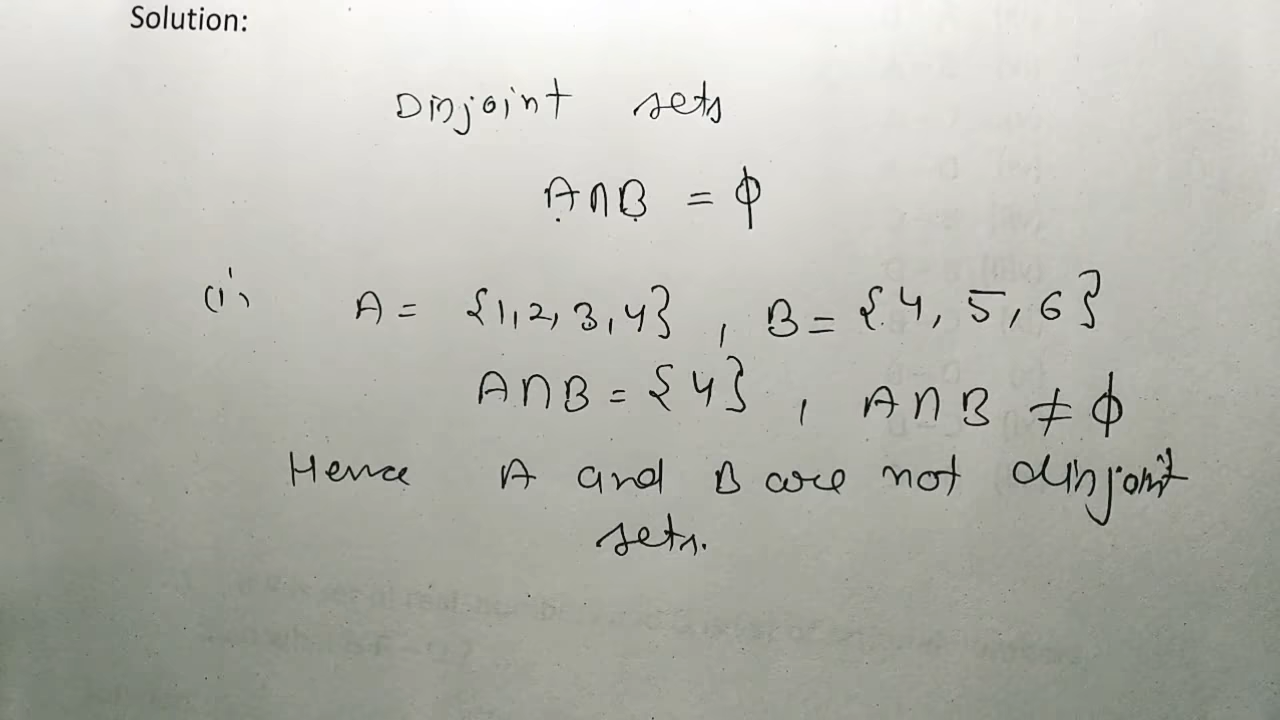 Solution:
Disjoint sets
A∩B = ϕ
(i) A = {1, 2, 3, 4} , B = {4, 5, 6}
A∩B = {4} , A∩B ≠ ϕ
Hence A and B are not disjoint
sets.